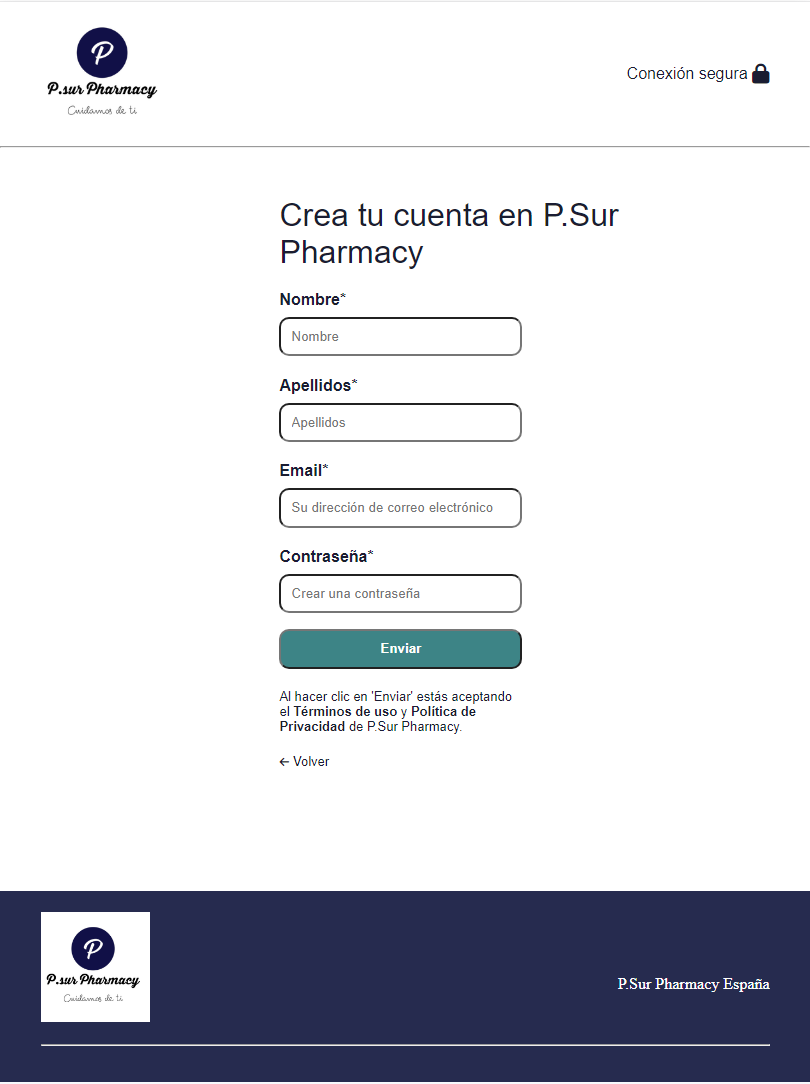 P
P.sur Pharmacy
Cuidamos de ti
Conexión segura
Crea tu cuenta en P.Sur
Pharmacy
Nombre*
Nombre
Apellidos*
Apellidos
Email*
Su dirección de correo electrónico
Contraseña*
Crear una contraseña
Enviar
Al hacer clic en 'Enviar' estás aceptando
el Términos de uso y Política de
Privacidad de P.Sur Pharmacy.
← Volver
P
P.sur Pharmacy
Cuidamos de ti
P.Sur Pharmacy España